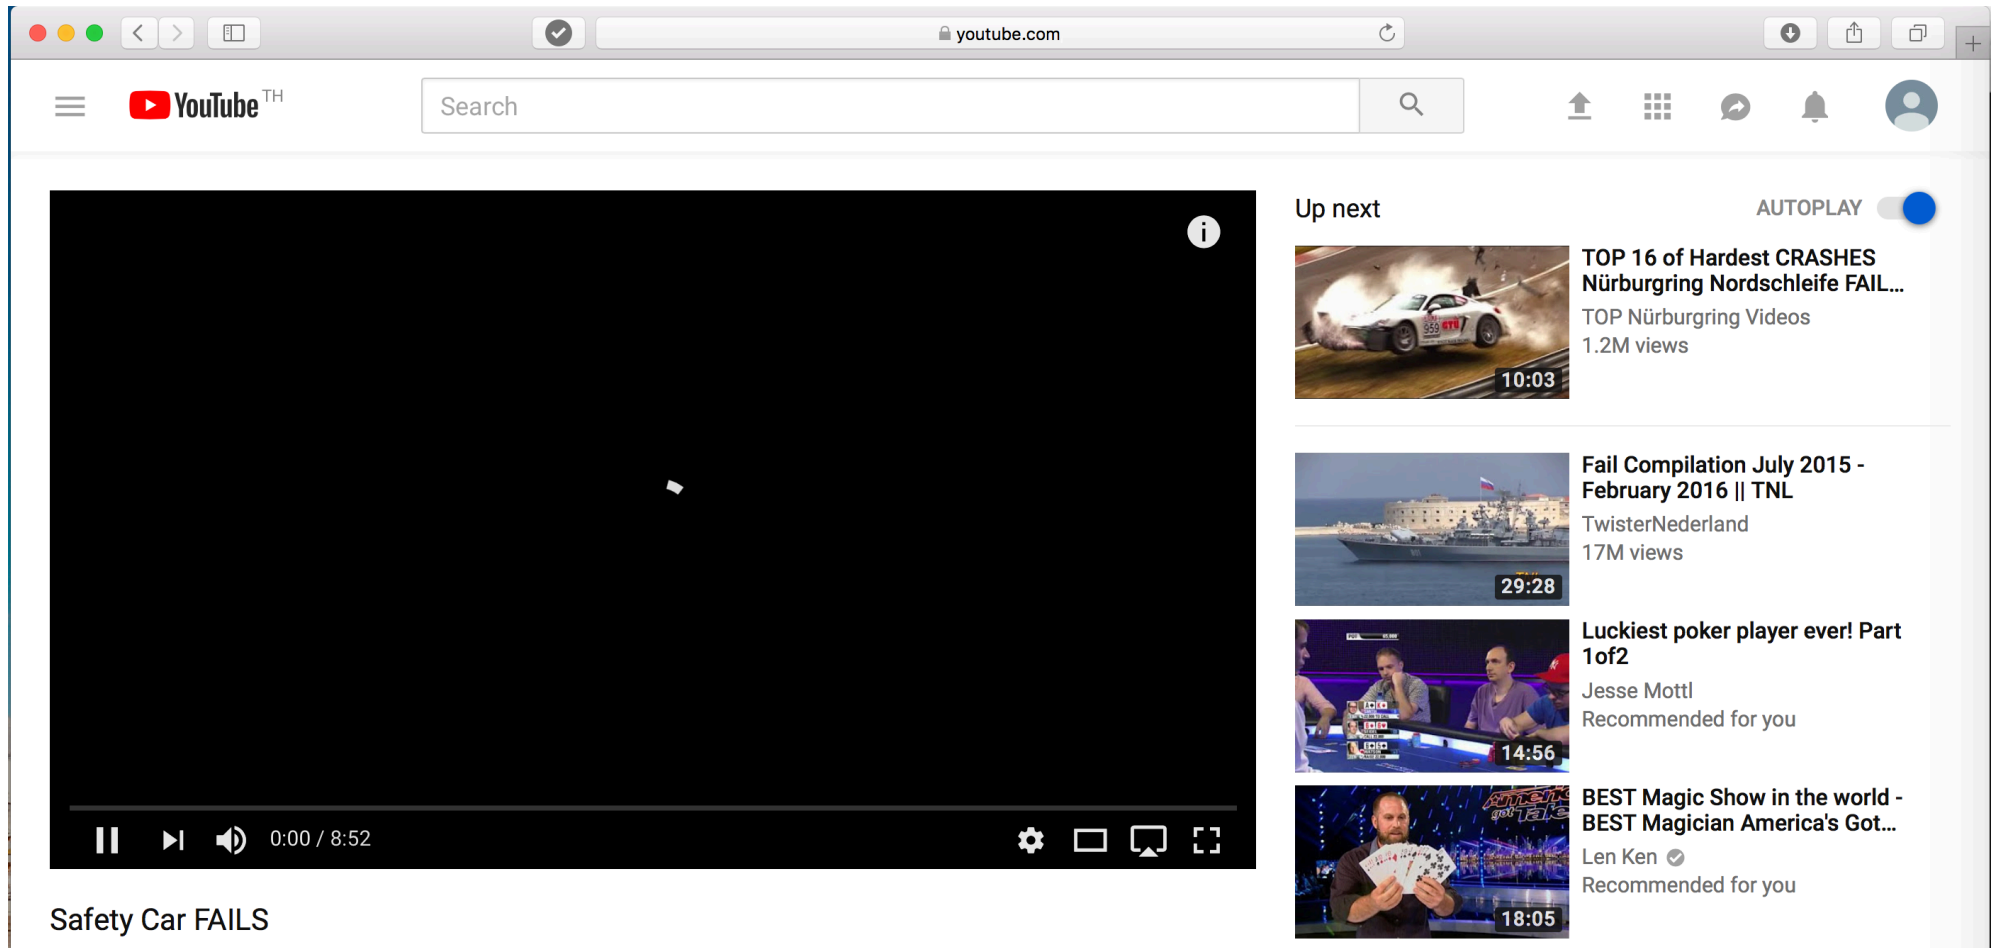 youtube.com
YouTube TH
Search
Up next
AUTOPLAY
TOP 16 of Hardest CRASHES
Nürburgring Nordschleife FAIL...
TOP Nürburgring Videos
1.2M views
959
GTÜ
10:03
Fail Compilation July 2015 -
February 2016 || TNL
TwisterNederland
17M views
29:28
Luckiest poker player ever! Part
1of2
Jesse Mottl
Recommended for you
14:56
BEST Magic Show in the world -
BEST Magician America's Got...
Len Ken
Recommended for you
18:05
0:00 / 8:52
Safety Car FAILS